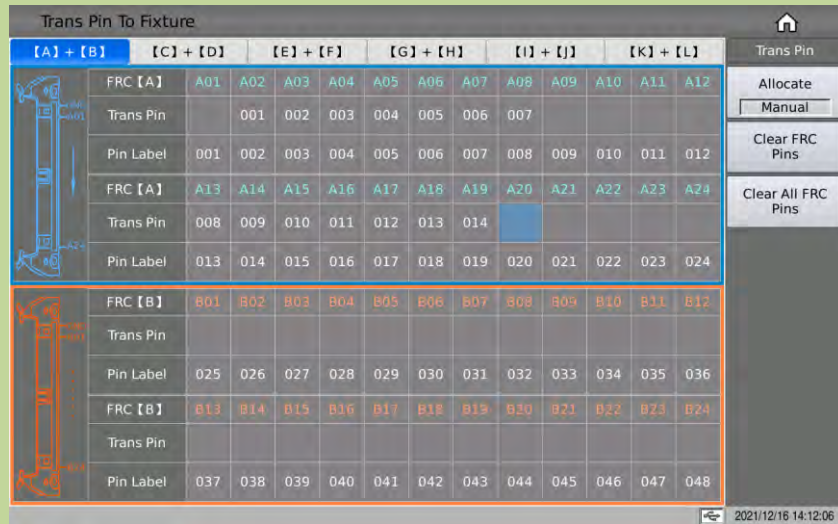 Trans Pin To Fixture
【A】+【B】 【C】+【D】 【E】+【F】 【G】+【H】 【I】+【J】 【K】+【L】 Trans Pin
FRC【A】 A01 A02 A03 A04 A05 A06 A07 A08 A09 A10 A11 A12
Trans Pin 001 002 003 004 005 006 007
Pin Label 001 002 003 004 005 006 007 008 009 010 011 012
FRC【A】 A13 A14 A15 A16 A17 A18 A19 A20 A21 A22 A23 A24
Trans Pin 008 009 010 011 012 013 014
Pin Label 013 014 015 016 017 018 019 020 021 022 023 024
FRC【B】 B01 B02 B03 B04 B05 B06 B07 B08 B09 B10 B11 B12
Trans Pin
Pin Label 025 026 027 028 029 030 031 032 033 034 035 036
FRC【B】 B13 B14 B15 B16 B17 B18 B19 B20 B21 B22 B23 B24
Trans Pin
Pin Label 037 038 039 040 041 042 043 044 045 046 047 048
Allocate
Manual
Clear FRC
Pins
Clear All FRC
Pins
2021/12/16 14:12:06